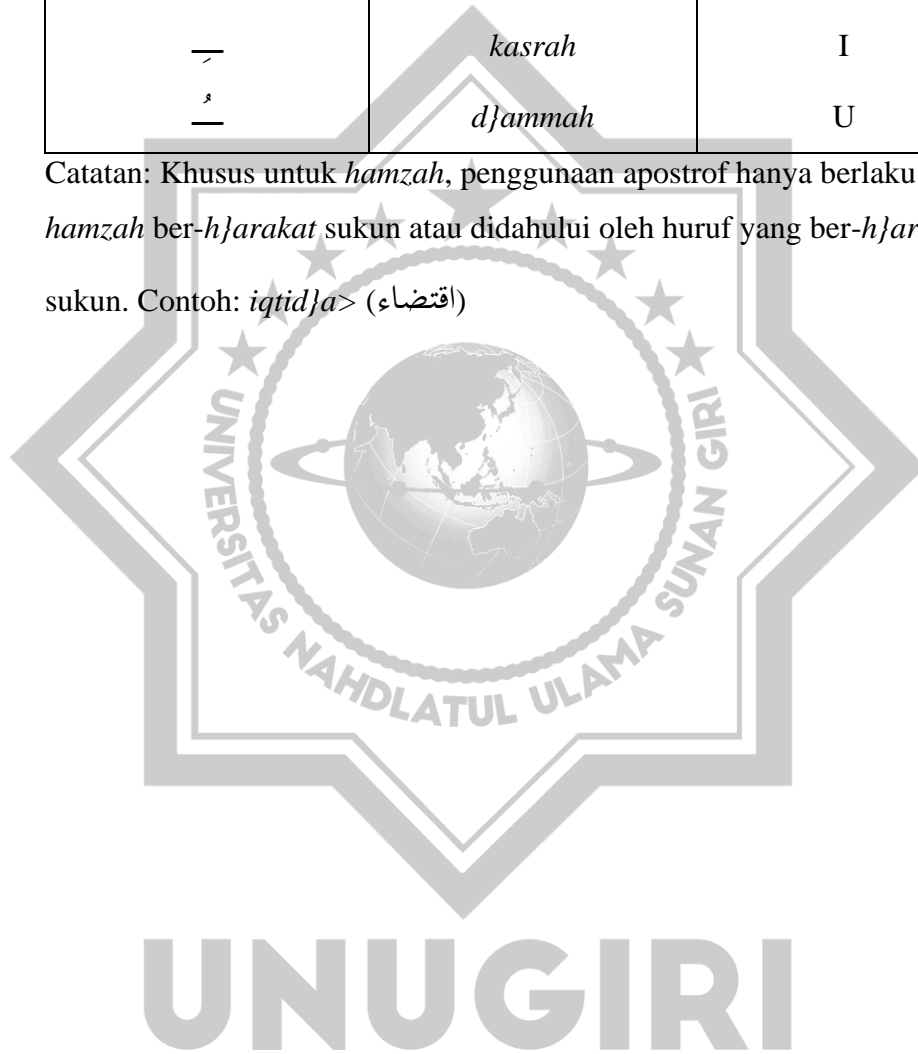 ـِ kasrah I
ـُ d}ammah U
Catatan: Khusus untuk hamzah, penggunaan apostrof hanya berlaku
hamzah ber-h}arakat sukun atau didahului oleh huruf yang ber-
sukun. Contoh: iqtid}a> (اقتضاء)
UNIVERSITAS NAHDLATUL ULAMA SUNAN GIRI
UNUGIRI